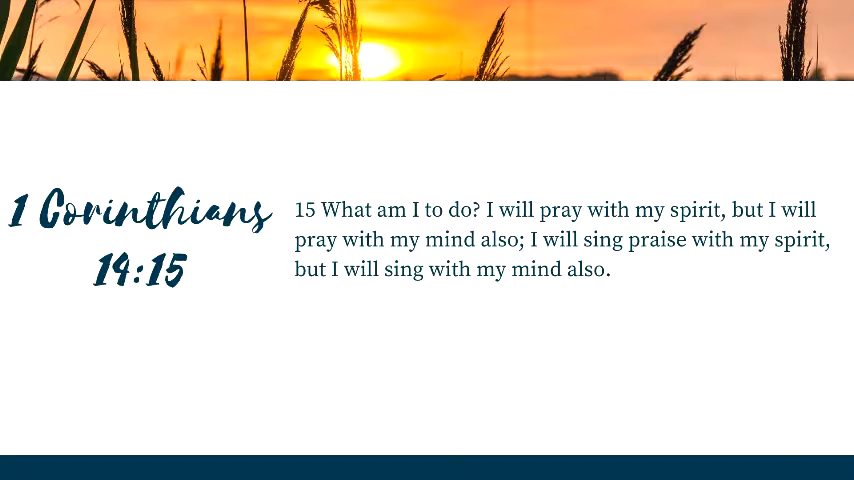 1 Corinthians
14:15
15 What am I to do? I will pray with my spirit, but I will
pray with my mind also; I will sing praise with my spirit,
but I will sing with my mind also.